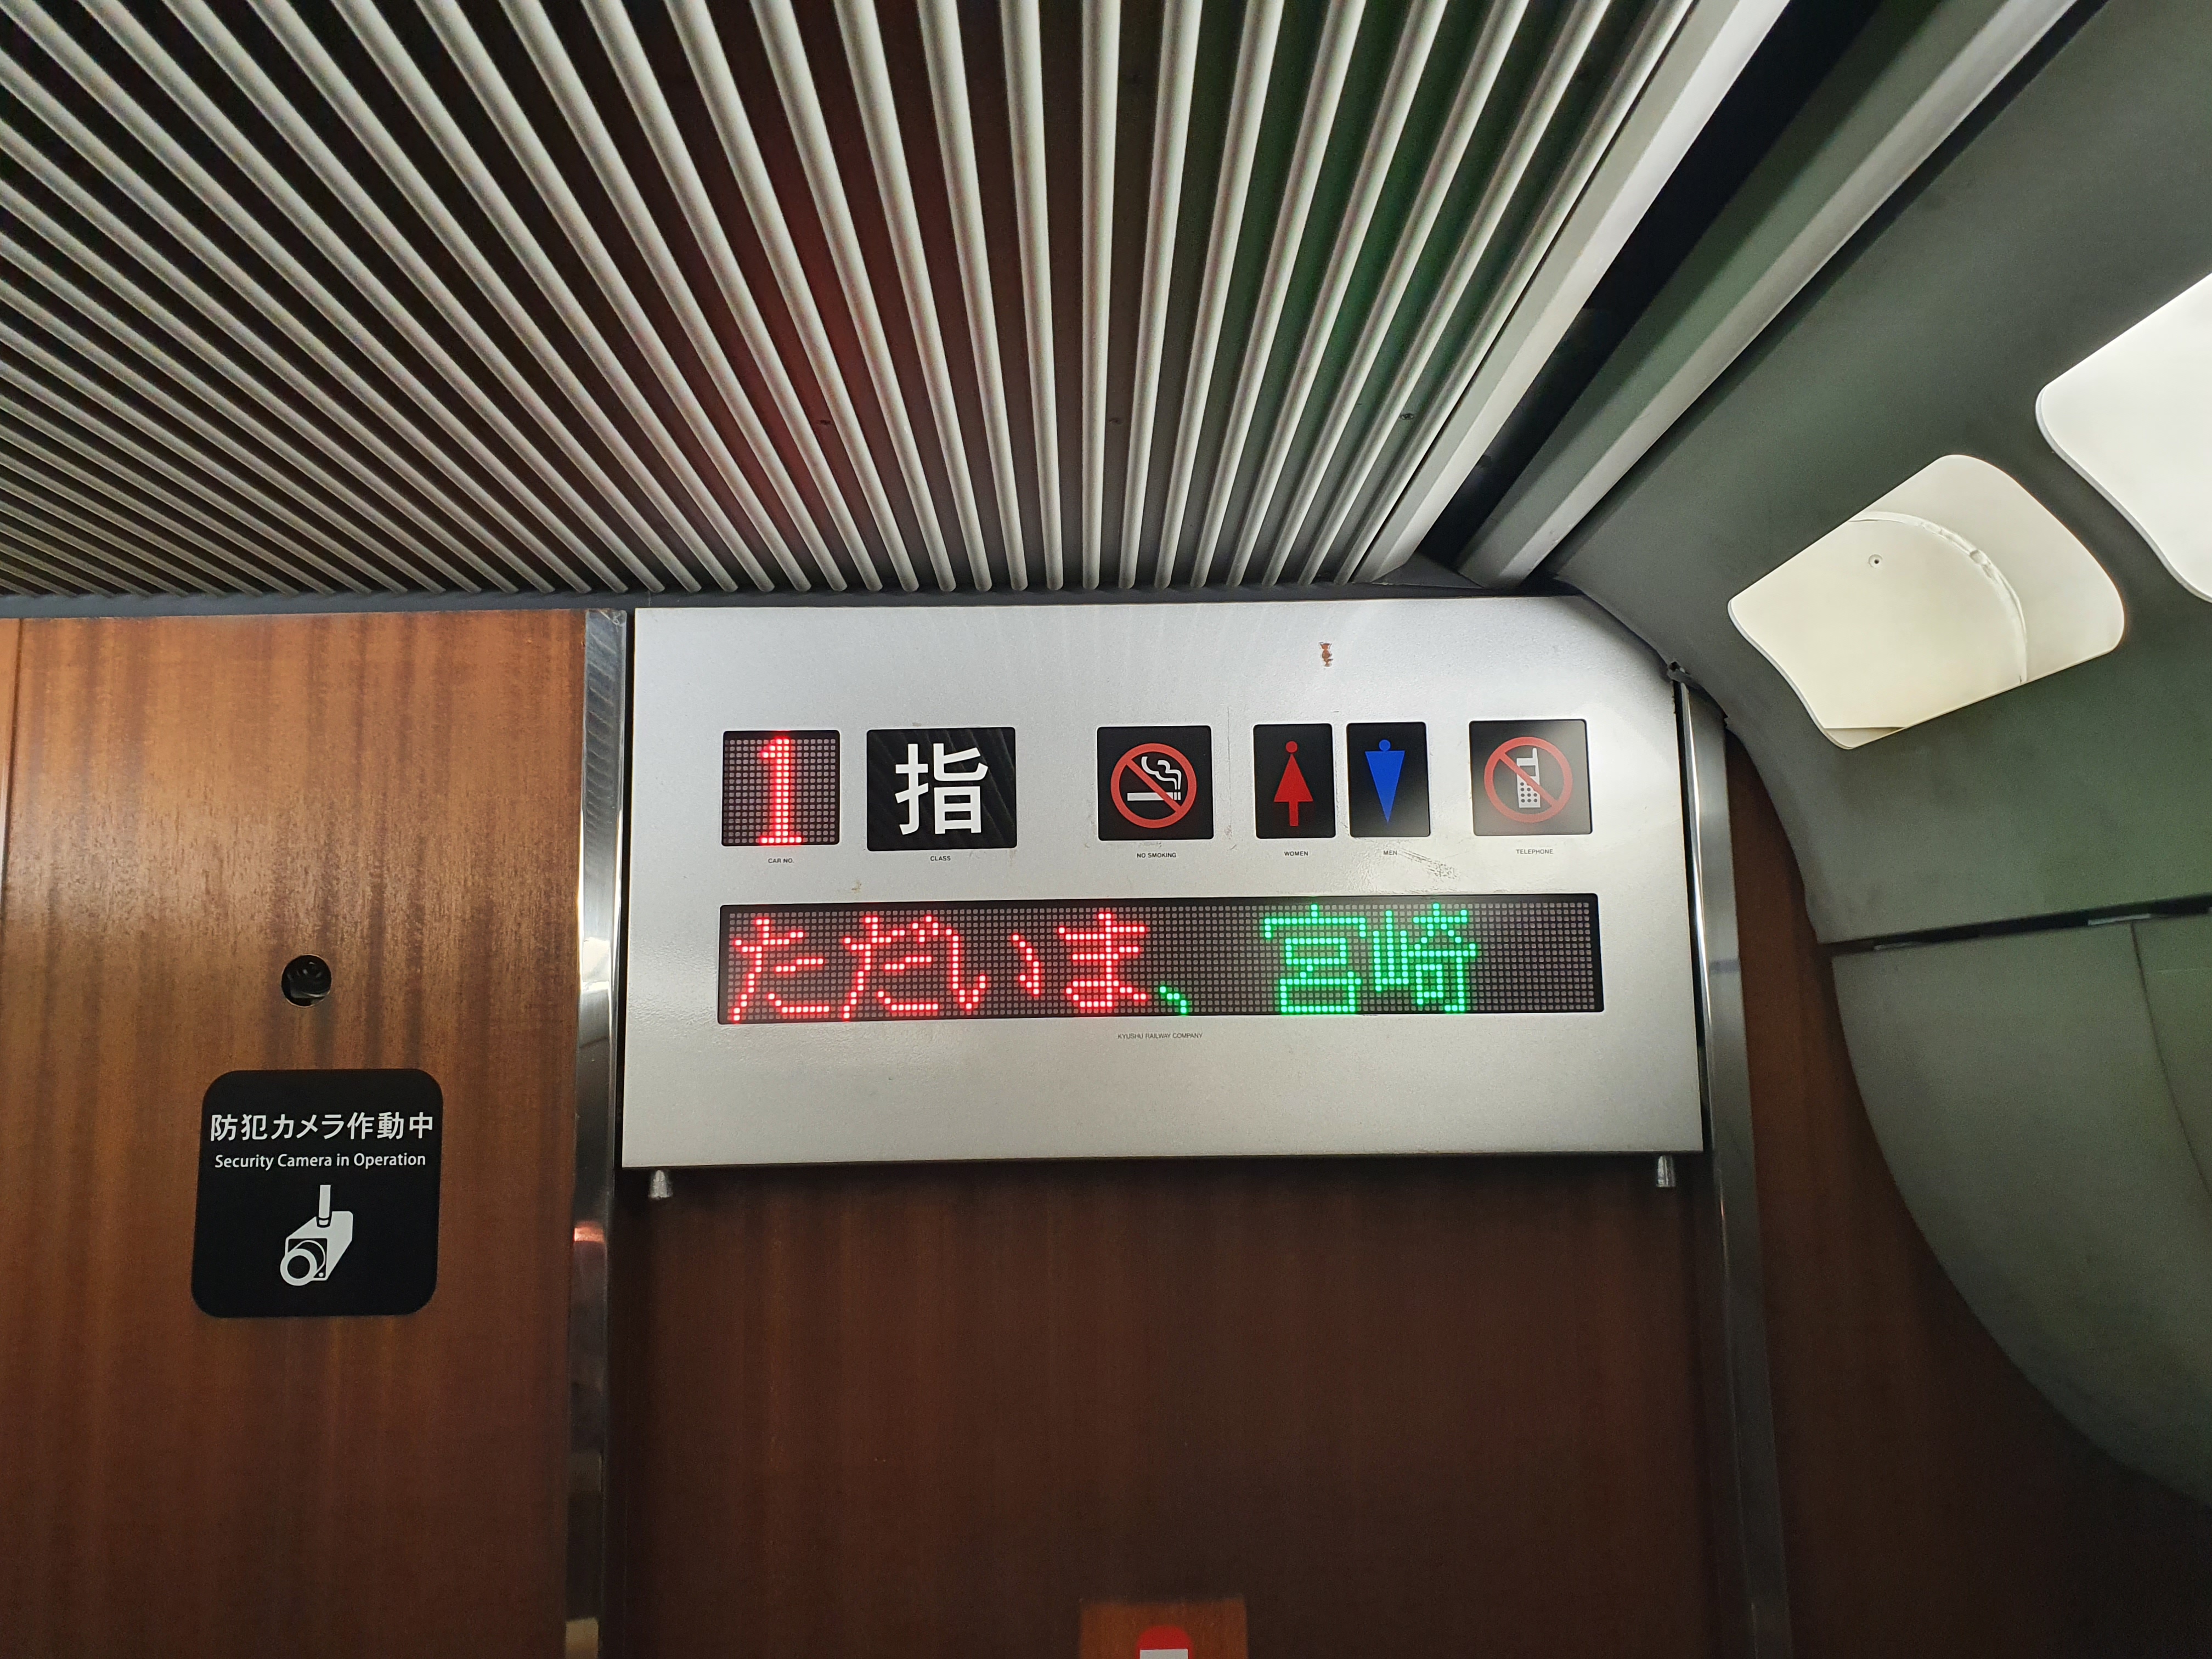 1 指
CAR NO. CLASS NO SMOKING WOMEN MEN TELEPHONE
ただいま、 宮崎
KYUSHU RAILWAY COMPANY
防犯カメラ作動中
Security Camera in Operation